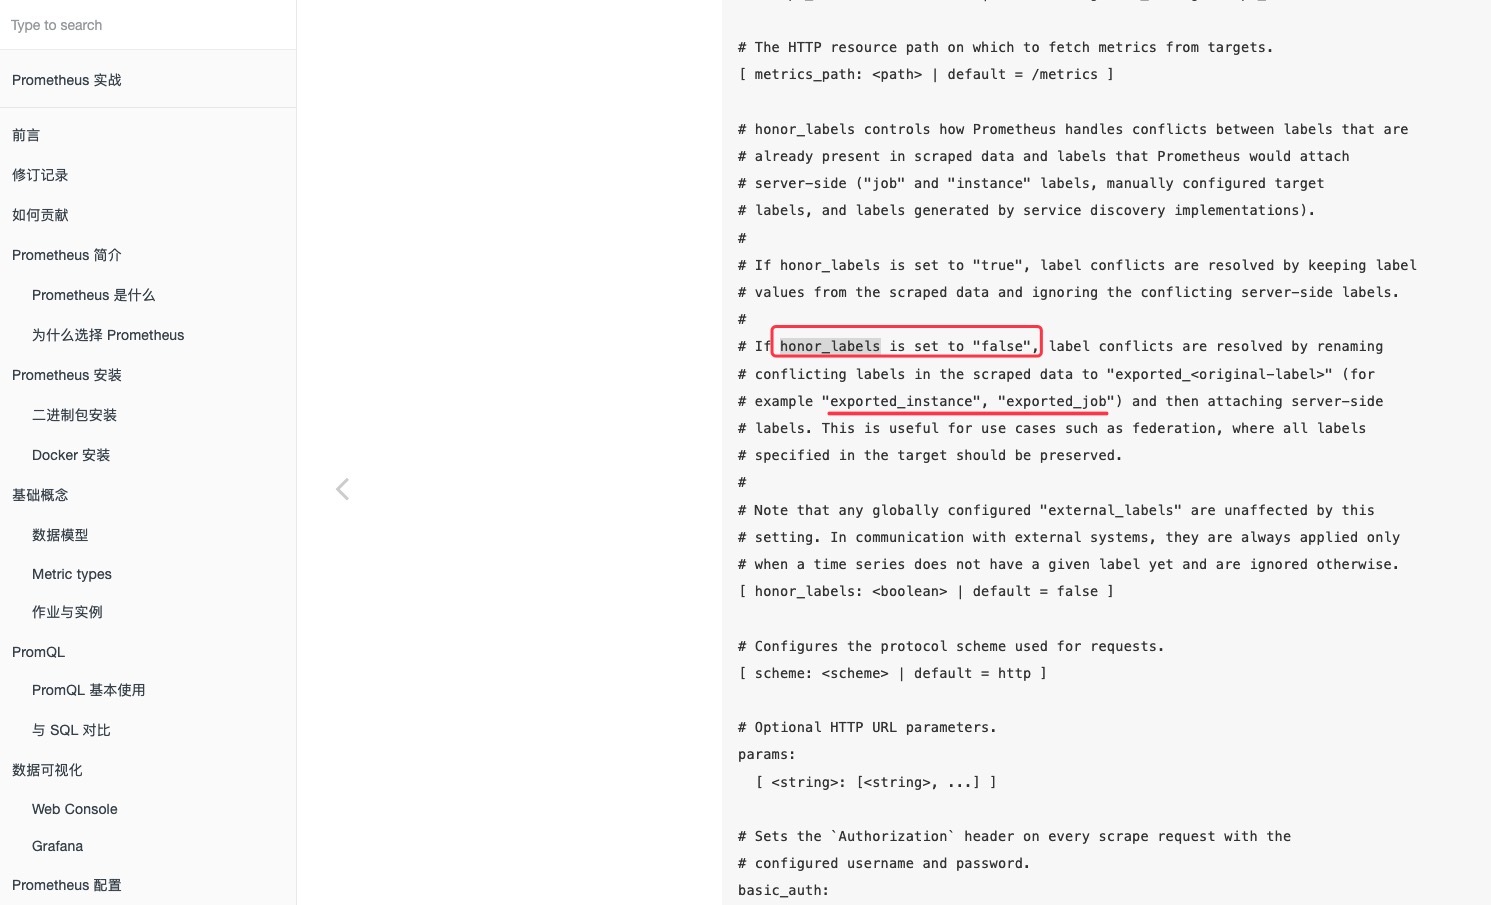 Type to search
Prometheus 实战
前言
修订记录
如何贡献
Prometheus 简介
Prometheus 是什么
为什么选择 Prometheus
Prometheus 安装
二进制包安装
Docker 安装
基础概念
数据模型
Metric types
作业与实例
PromQL
PromQL 基本使用
与 SQL 对比
数据可视化
Web Console
Grafana
Prometheus 配置
# The HTTP resource path on which to fetch metrics from targets.
[ metrics_path: <path> | default = /metrics ]
# honor_labels controls how Prometheus handles conflicts between labels that are
# already present in scraped data and labels that Prometheus would attach
# server-side ("job" and "instance" labels, manually configured target
# labels, and labels generated by service discovery implementations).
#
# If honor_labels is set to "true", label conflicts are resolved by keeping label
# values from the scraped data and ignoring the conflicting server-side labels.
#
# If honor_labels is set to "false", label conflicts are resolved by renaming
# conflicting labels in the scraped data to "exported_<original-label>" (for
# example "exported_instance", "exported_job") and then attaching server-side
# labels. This is useful for use cases such as federation, where all labels
# specified in the target should be preserved.
#
# Note that any globally configured "external_labels" are unaffected by this
# setting. In communication with external systems, they are always applied only
# when a time series does not have a given label yet and are ignored otherwise.
[ honor_labels: <boolean> | default = false ]
# Configures the protocol scheme used for requests.
[ scheme: <scheme> | default = http ]
# Optional HTTP URL parameters.
params:
[ <string>: [<string>, ...] ]
# Sets the `Authorization` header on every scrape request with the
# configured username and password.
basic_auth: